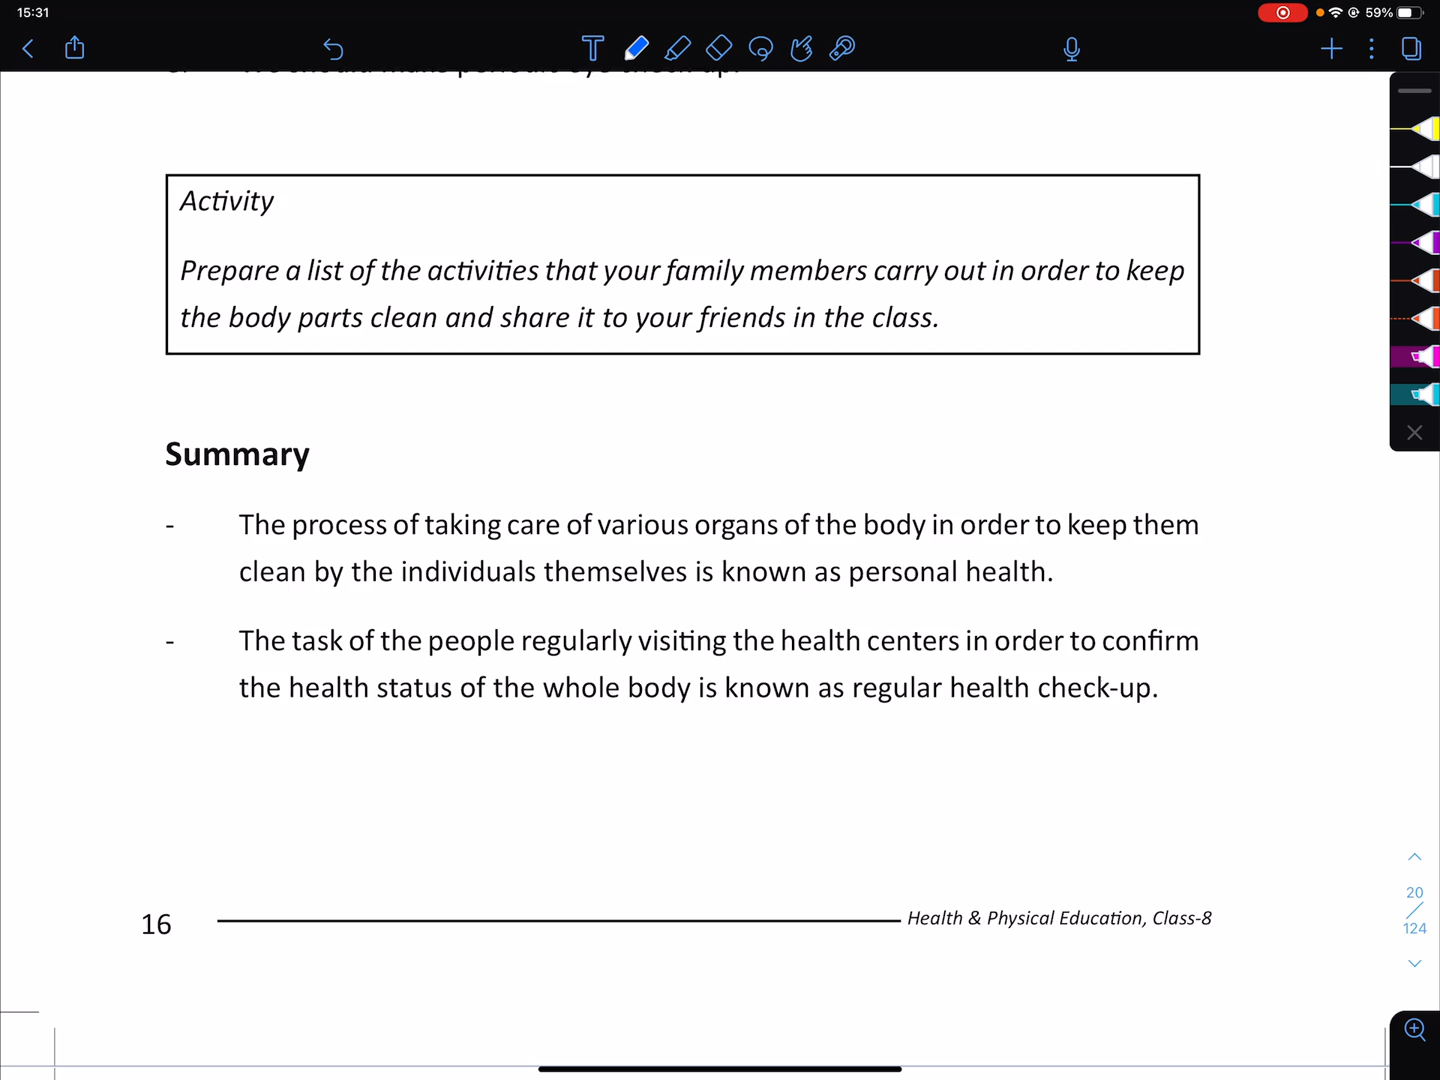 15:31
59%
Activity
Prepare a list of the activities that your family members carry out in order to keep
the body parts clean and share it to your friends in the class.
Summary
- The process of taking care of various organs of the body in order to keep them
clean by the individuals themselves is known as personal health.
- The task of the people regularly visiting the health centers in order to confirm
the health status of the whole body is known as regular health check-up.
20
124
16 Health & Physical Education, Class-8